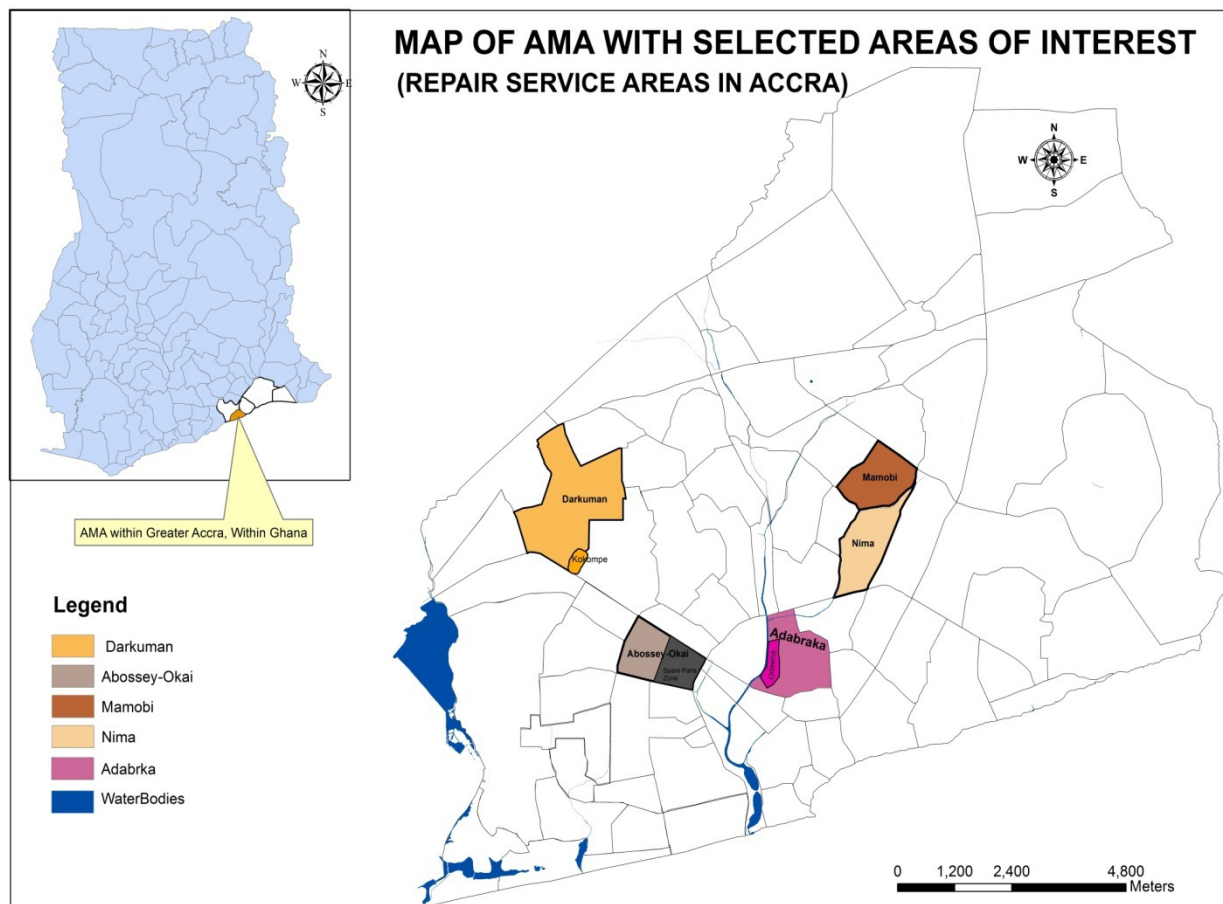 MAP OF AMA WITH SELECTED AREAS OF INTEREST
(REPAIR SERVICE AREAS IN ACCRA)
N
W E
S
N
W E
S
AMA within Greater Accra, Within Ghana
Mamobi
Darkuman
Nima
Kokompe
Adabraka
Abossey-Okai
Spare Parts
Zone
Legend
Darkuman
Abossey-Okai
Mamobi
Nima
Adabrka
WaterBodies
0 1,200 2,400 4,800
Meters